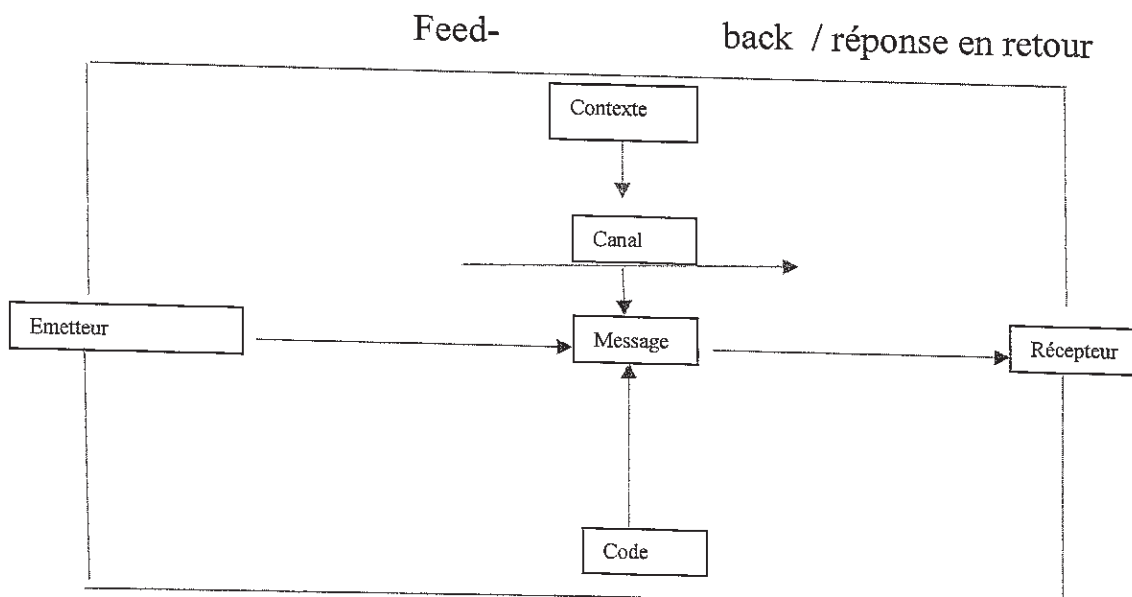 Feed- back / réponse en retour
Contexte
Canal
Emetteur
Message
Récepteur
Code